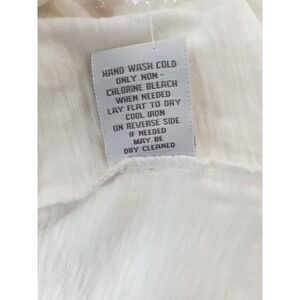 HAND WASH COLD
ONLY NON -
CHLORINE BLEACH
WHEN NEEDED
LAY FLAT TO DRY
COOL IRON
ON REVERSE SIDE
IF NEEDED
MAY BE
DRY CLEANED